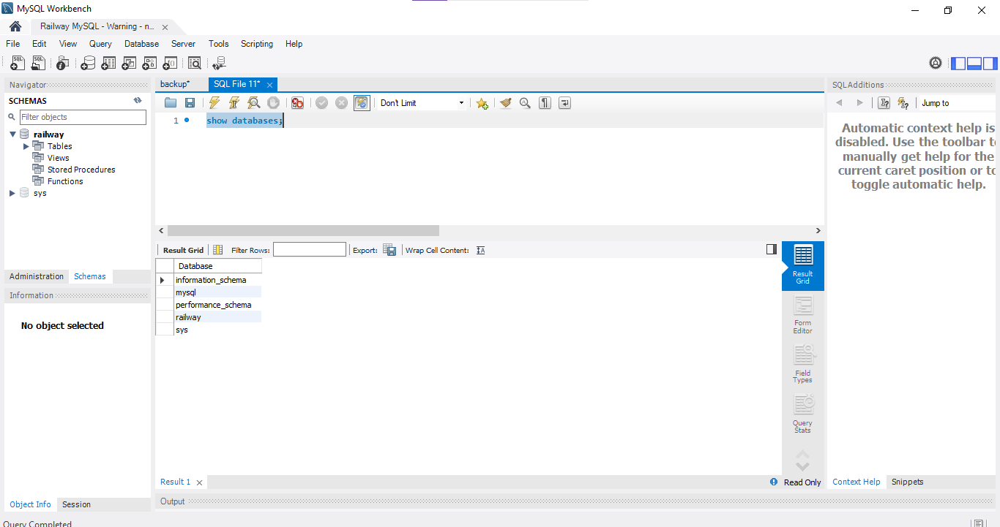 MySQL Workbench
Railway MySQL - Warning - n...
File Edit View Query Database Server Tools Scripting Help
Navigator
SCHEMAS
Filter objects
railway
Tables
Views
Stored Procedures
Functions
sys
Administration Schemas
Information
No object selected
Object Info Session
backup*
SQL File 11*
Don't Limit
1
show databases;
Result Grid
Filter Rows:
Export:
Wrap Cell Content:
Database
information_schema
mysql
performance_schema
railway
sys
Result
Grid
Form
Editor
Field
Types
Query
Stats
Result 1
Read Only
Output
SQLAdditions
Jump to
Automatic context help is
disabled. Use the toolbar to
manually get help for the
current caret position or to
toggle automatic help.
Context Help Snippets
Query Completed